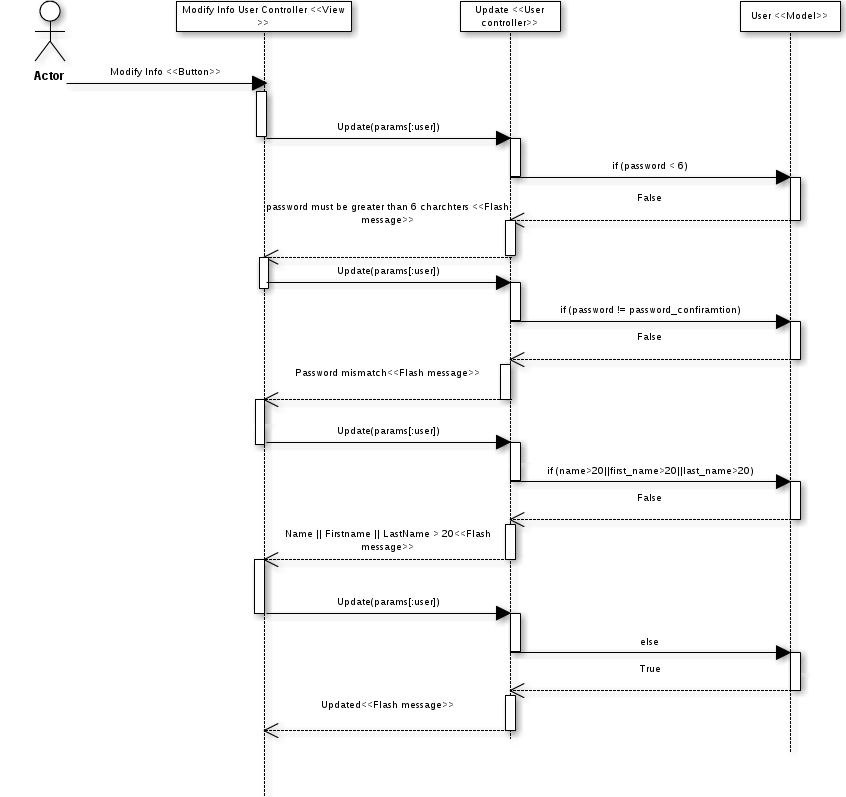 Modify Info User Controller <<View
>>
Update <<User
controller>>
User <<Model>>
Actor
Modify Info <<Button>>
Update(params[:user])
if (password < 6)
False
password must be greater than 6 charchters <<Flash
message>>
Update(params[:user])
if (password != password_confiramtion)
False
Password mismatch<<Flash message>>
Update(params[:user])
if (name>20||first_name>20||last_name>20)
False
Name || Firstname || LastName > 20<<Flash
message>>
Update(params[:user])
else
True
Updated<<Flash message>>